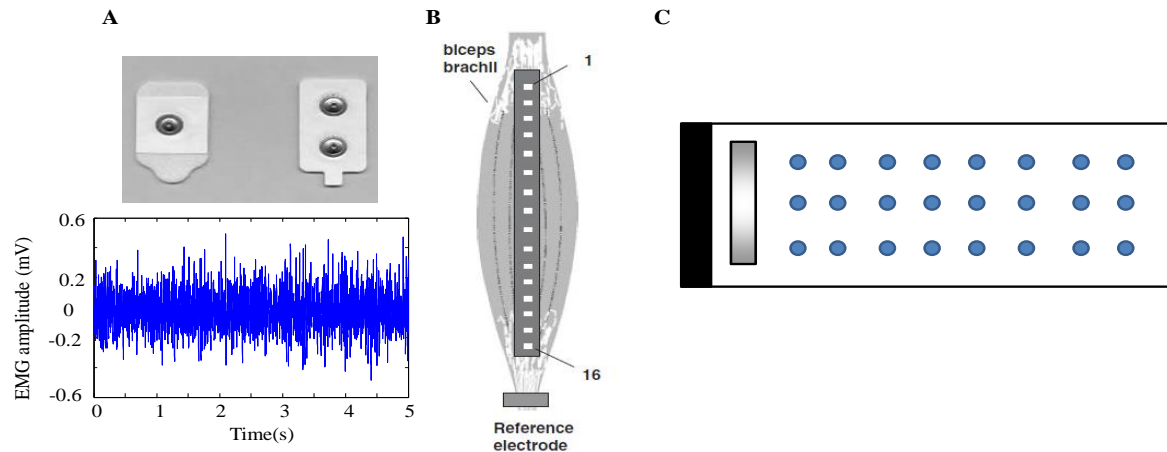 A
B
C
biceps
brachii
1
16
Reference
electrode
EMG amplitude (mV)
0.6
0.2
0
-0.2
-0.6
0
1
2
3
4
5
Time(s)